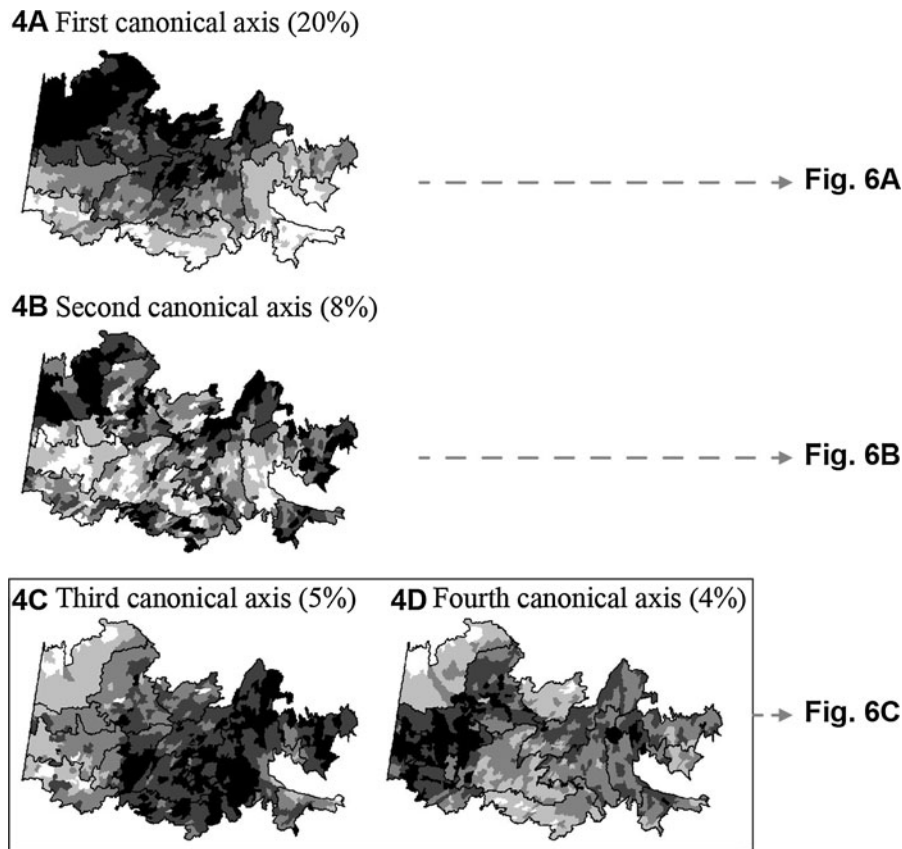 4A First canonical axis (20%)
Fig. 6A
4B Second canonical axis (8%)
Fig. 6B
4C Third canonical axis (5%)
4D Fourth canonical axis (4%)
Fig. 6C